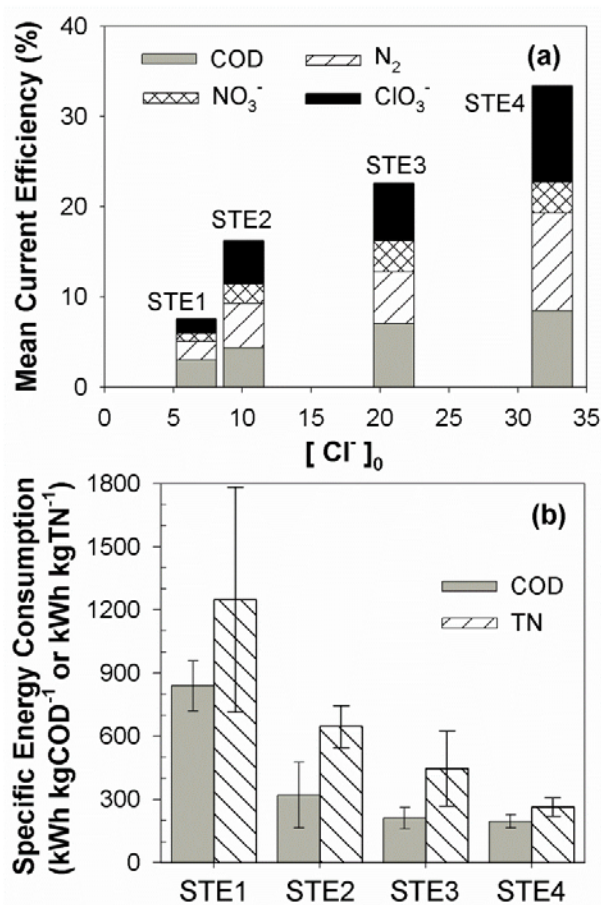 40
30
20
10
0
Mean Current Efficiency (%)
(a)
COD
N₂
NO₃⁻
ClO₃⁻
STE1
STE2
STE3
STE4
0 5 10 15 20 25 30 35
[ Cl⁻ ]₀
1800
1500
1200
900
600
300
0
Specific Energy Consumption
(kWh kgCOD⁻¹ or kWh kgTN⁻¹)
(b)
COD
TN
STE1 STE2 STE3 STE4